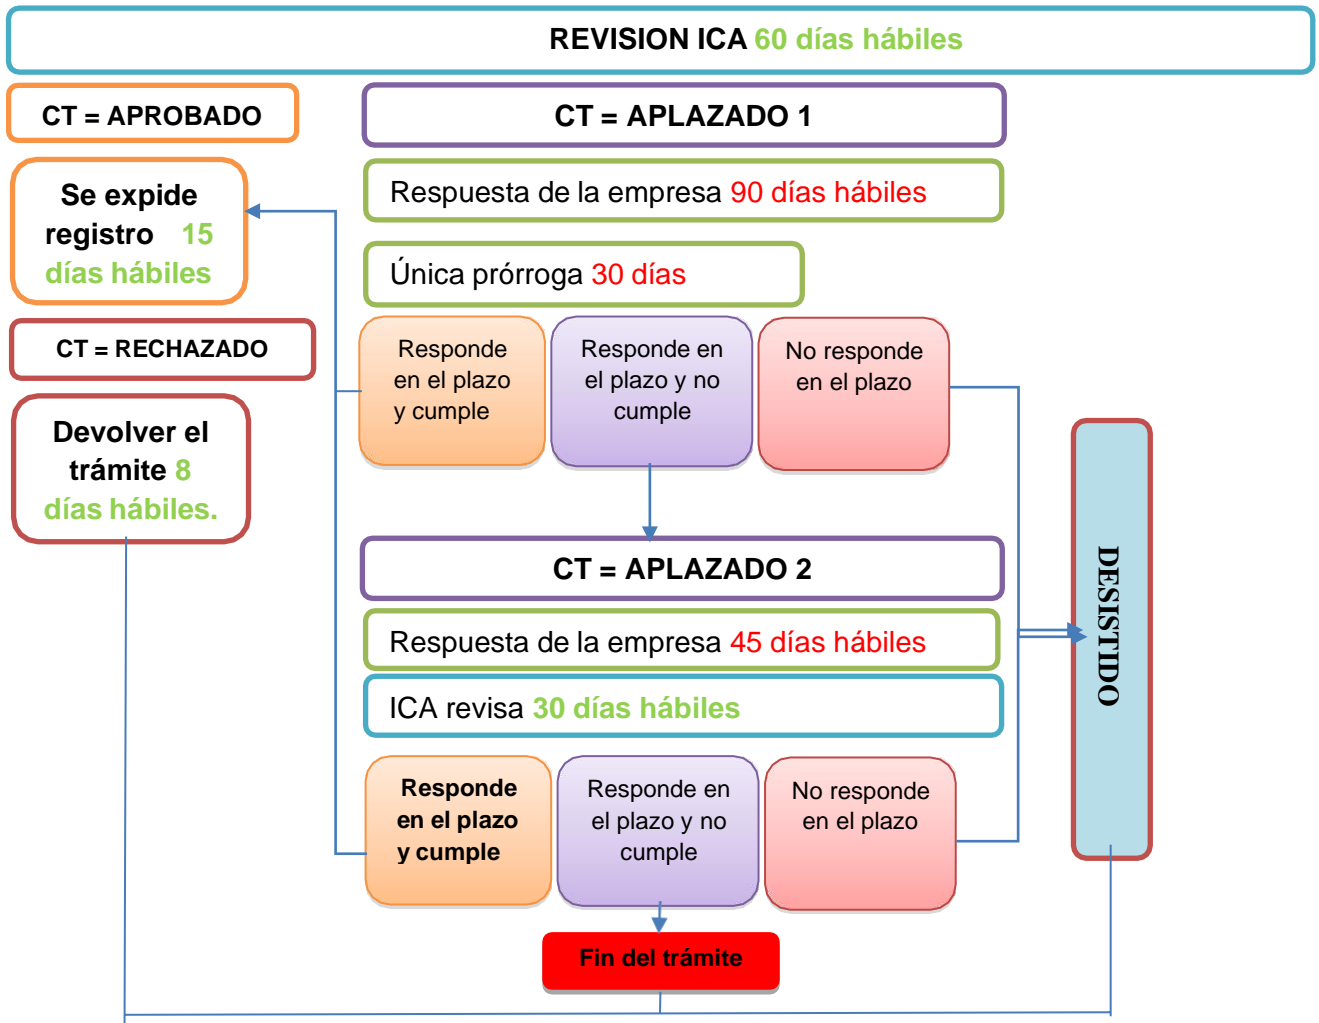 REVISION ICA 60 días hábiles
CT = APROBADO
Se expide
registro 15
días hábiles
CT = RECHAZADO
Devolver el
trámite 8
días hábiles.
CT = APLAZADO 1
Respuesta de la empresa 90 días hábiles
Única prórroga 30 días
Responde
en el plazo
y cumple
Responde en
el plazo y no
cumple
No responde
en el plazo
CT = APLAZADO 2
Respuesta de la empresa 45 días hábiles
ICA revisa 30 días hábiles
Responde
en el plazo
y cumple
Responde en
el plazo y no
cumple
No responde
en el plazo
Fin del trámite
DESISTIDO